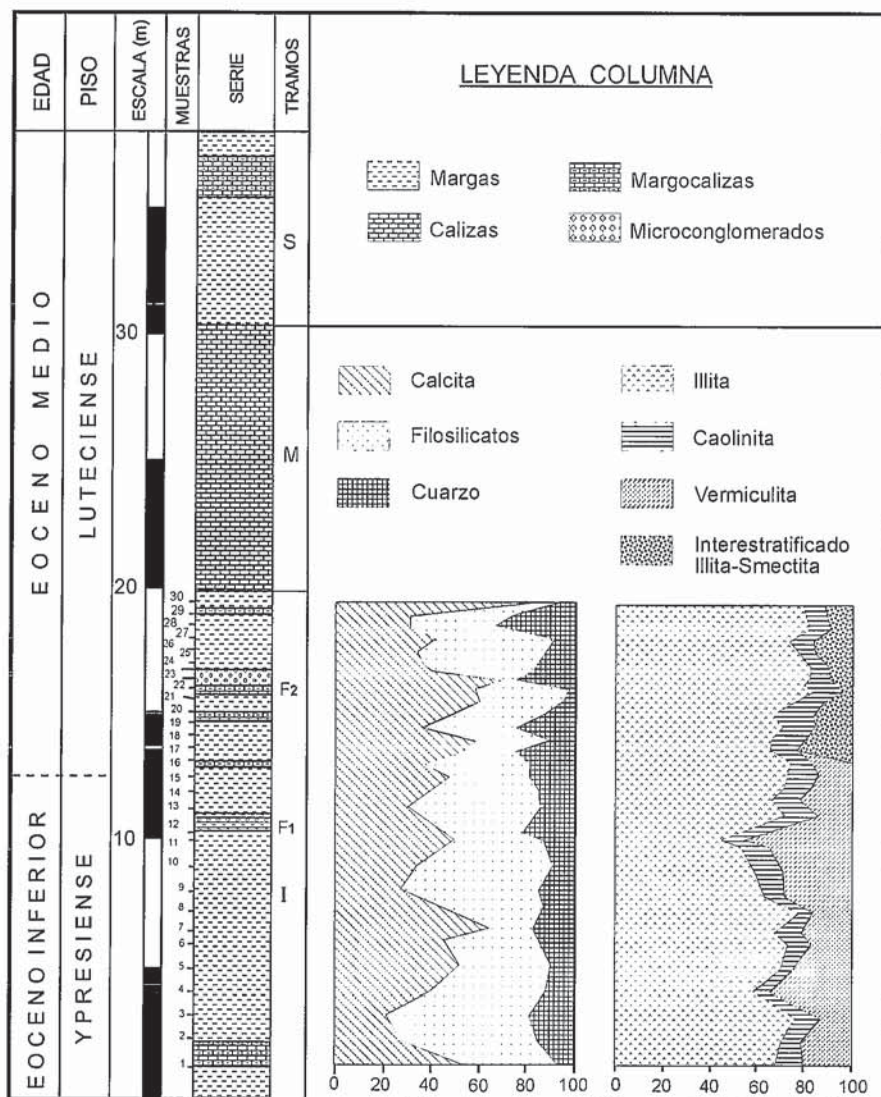 EDAD
PISO
ESCALA (m)
MUESTRAS
SERIE
TRAMOS
LEYENDA COLUMNA
Margas
Margocalizas
Calizas
Microconglomerados
Calcita
Illita
Filosilicatos
Caolinita
Cuarzo
Vermiculita
Interestratificado
Illita-Smectita
EOCENO MEDIO
EOCENO INFERIOR
LUTECIENSE
YPRESIENSE
30
20
10
30
29
28
27
36
25
24
23
22
21
20
19
18
17
16
15
14
13
12
11
10
9
8
7
6
5
4
3
2
1
S
M
F2
F1
I
0 20 40 60 80 100
0 20 40 60 80 100